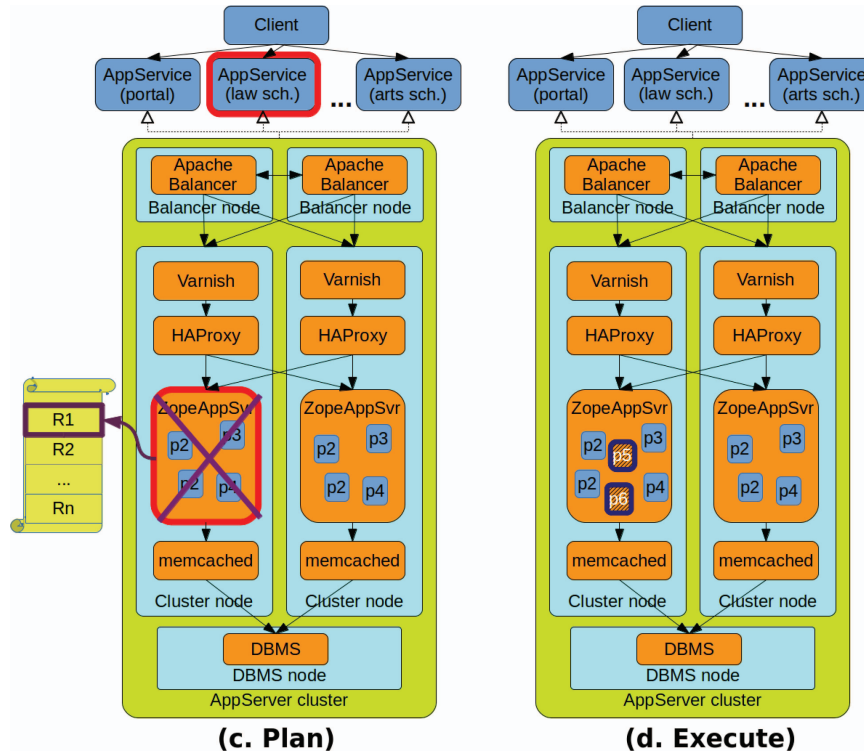 Client
AppService
(portal)
AppService
(law sch.)
...
AppService
(arts sch.)
Apache
Balancer
Apache
Balancer
Balancer node
Balancer node
Varnish
Varnish
HAProxy
HAProxy
R1
R2
...
Rn
ZopeAppSvr
p2
p3
p2
p4
ZopeAppSvr
p2
p3
p2
p4
memcached
memcached
Cluster node
Cluster node
DBMS
DBMS node
AppServer cluster
(c. Plan)
Client
AppService
(portal)
AppService
(law sch.)
...
AppService
(arts sch.)
Apache
Balancer
Apache
Balancer
Balancer node
Balancer node
Varnish
Varnish
HAProxy
HAProxy
ZopeAppSvr
p2
p3
p5
p2
p4
p6
ZopeAppSvr
p2
p3
p2
p4
memcached
memcached
Cluster node
Cluster node
DBMS
DBMS node
AppServer cluster
(d. Execute)